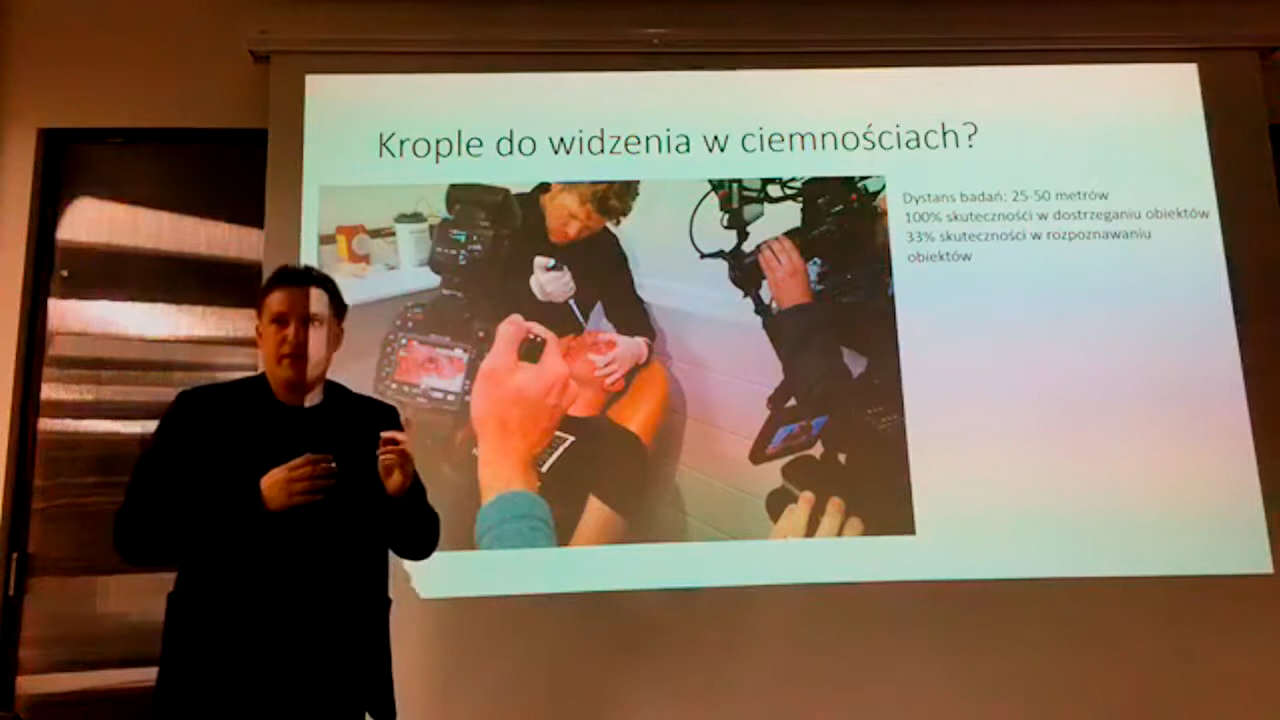 Krople do widzenia w ciemnościach?
Dystans badań: 25-50 metrów
100% skuteczności w dostrzeganiu obiektów
33% skuteczności w rozpoznawaniu
obiektów